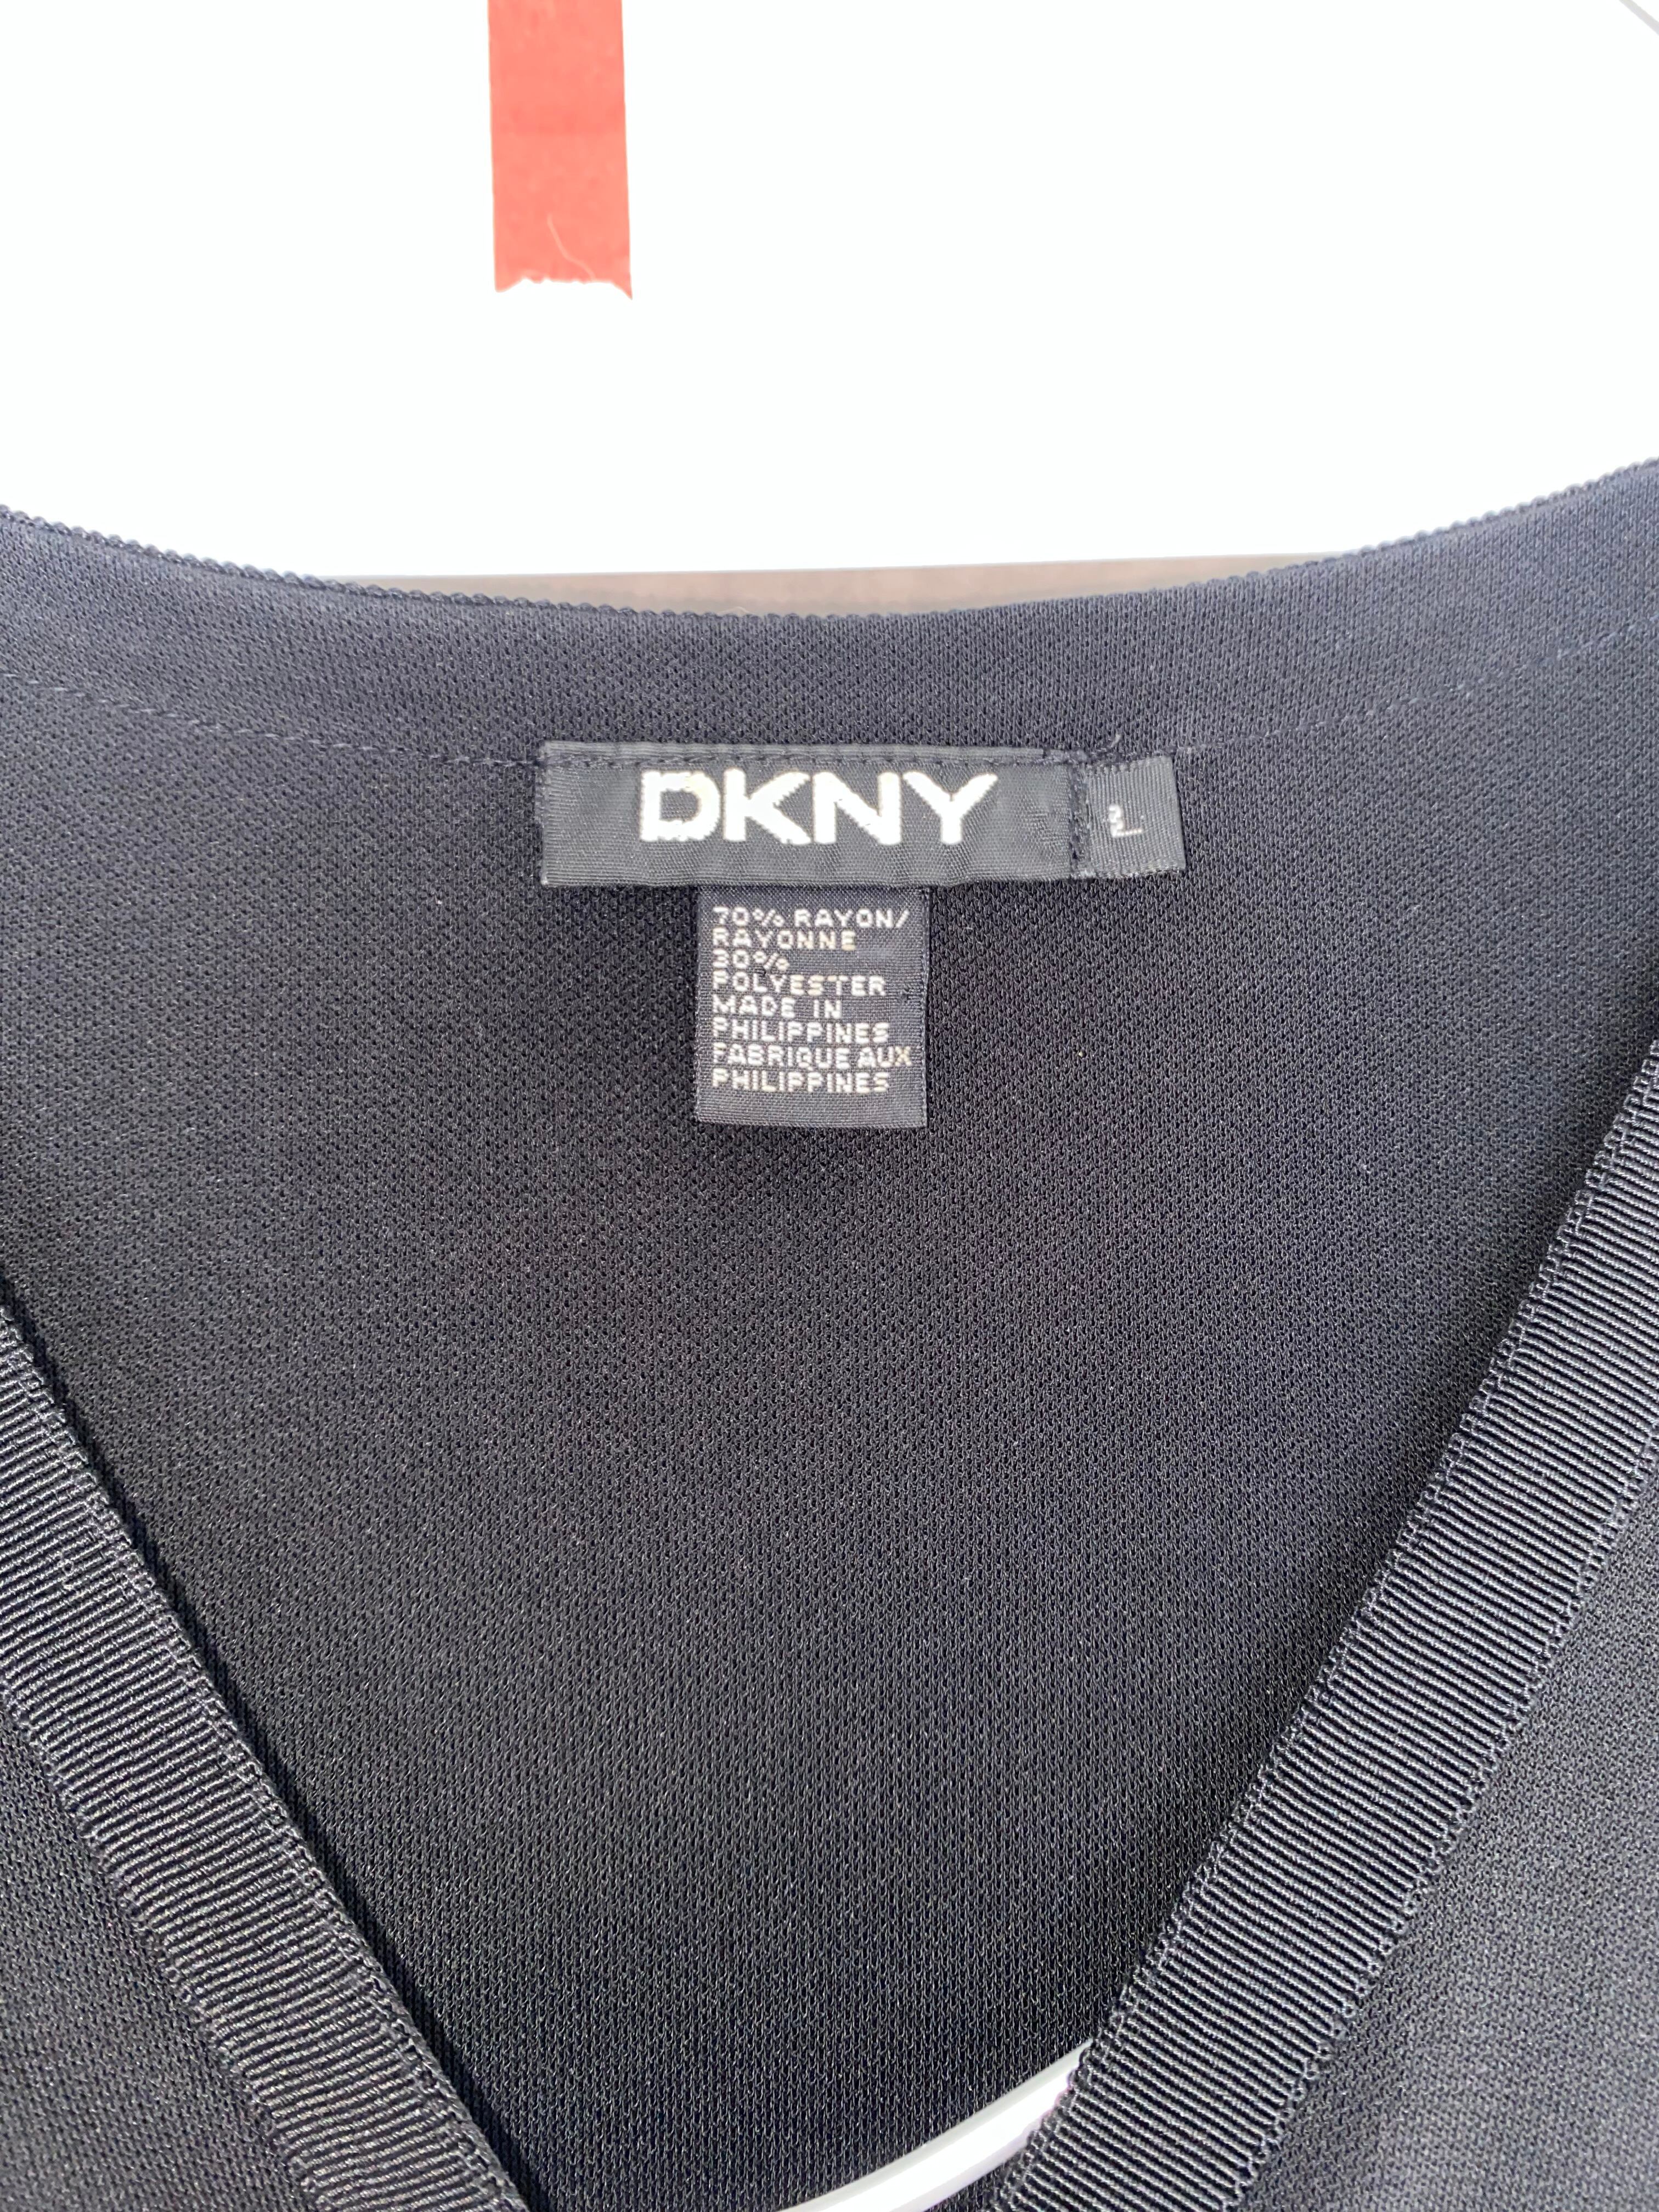 DKNY
70% RAYON/
RAYONNE
30%
POLYESTER
MADE IN
PHILIPPINES
FABRIQUE AUX
PHILIPPINES